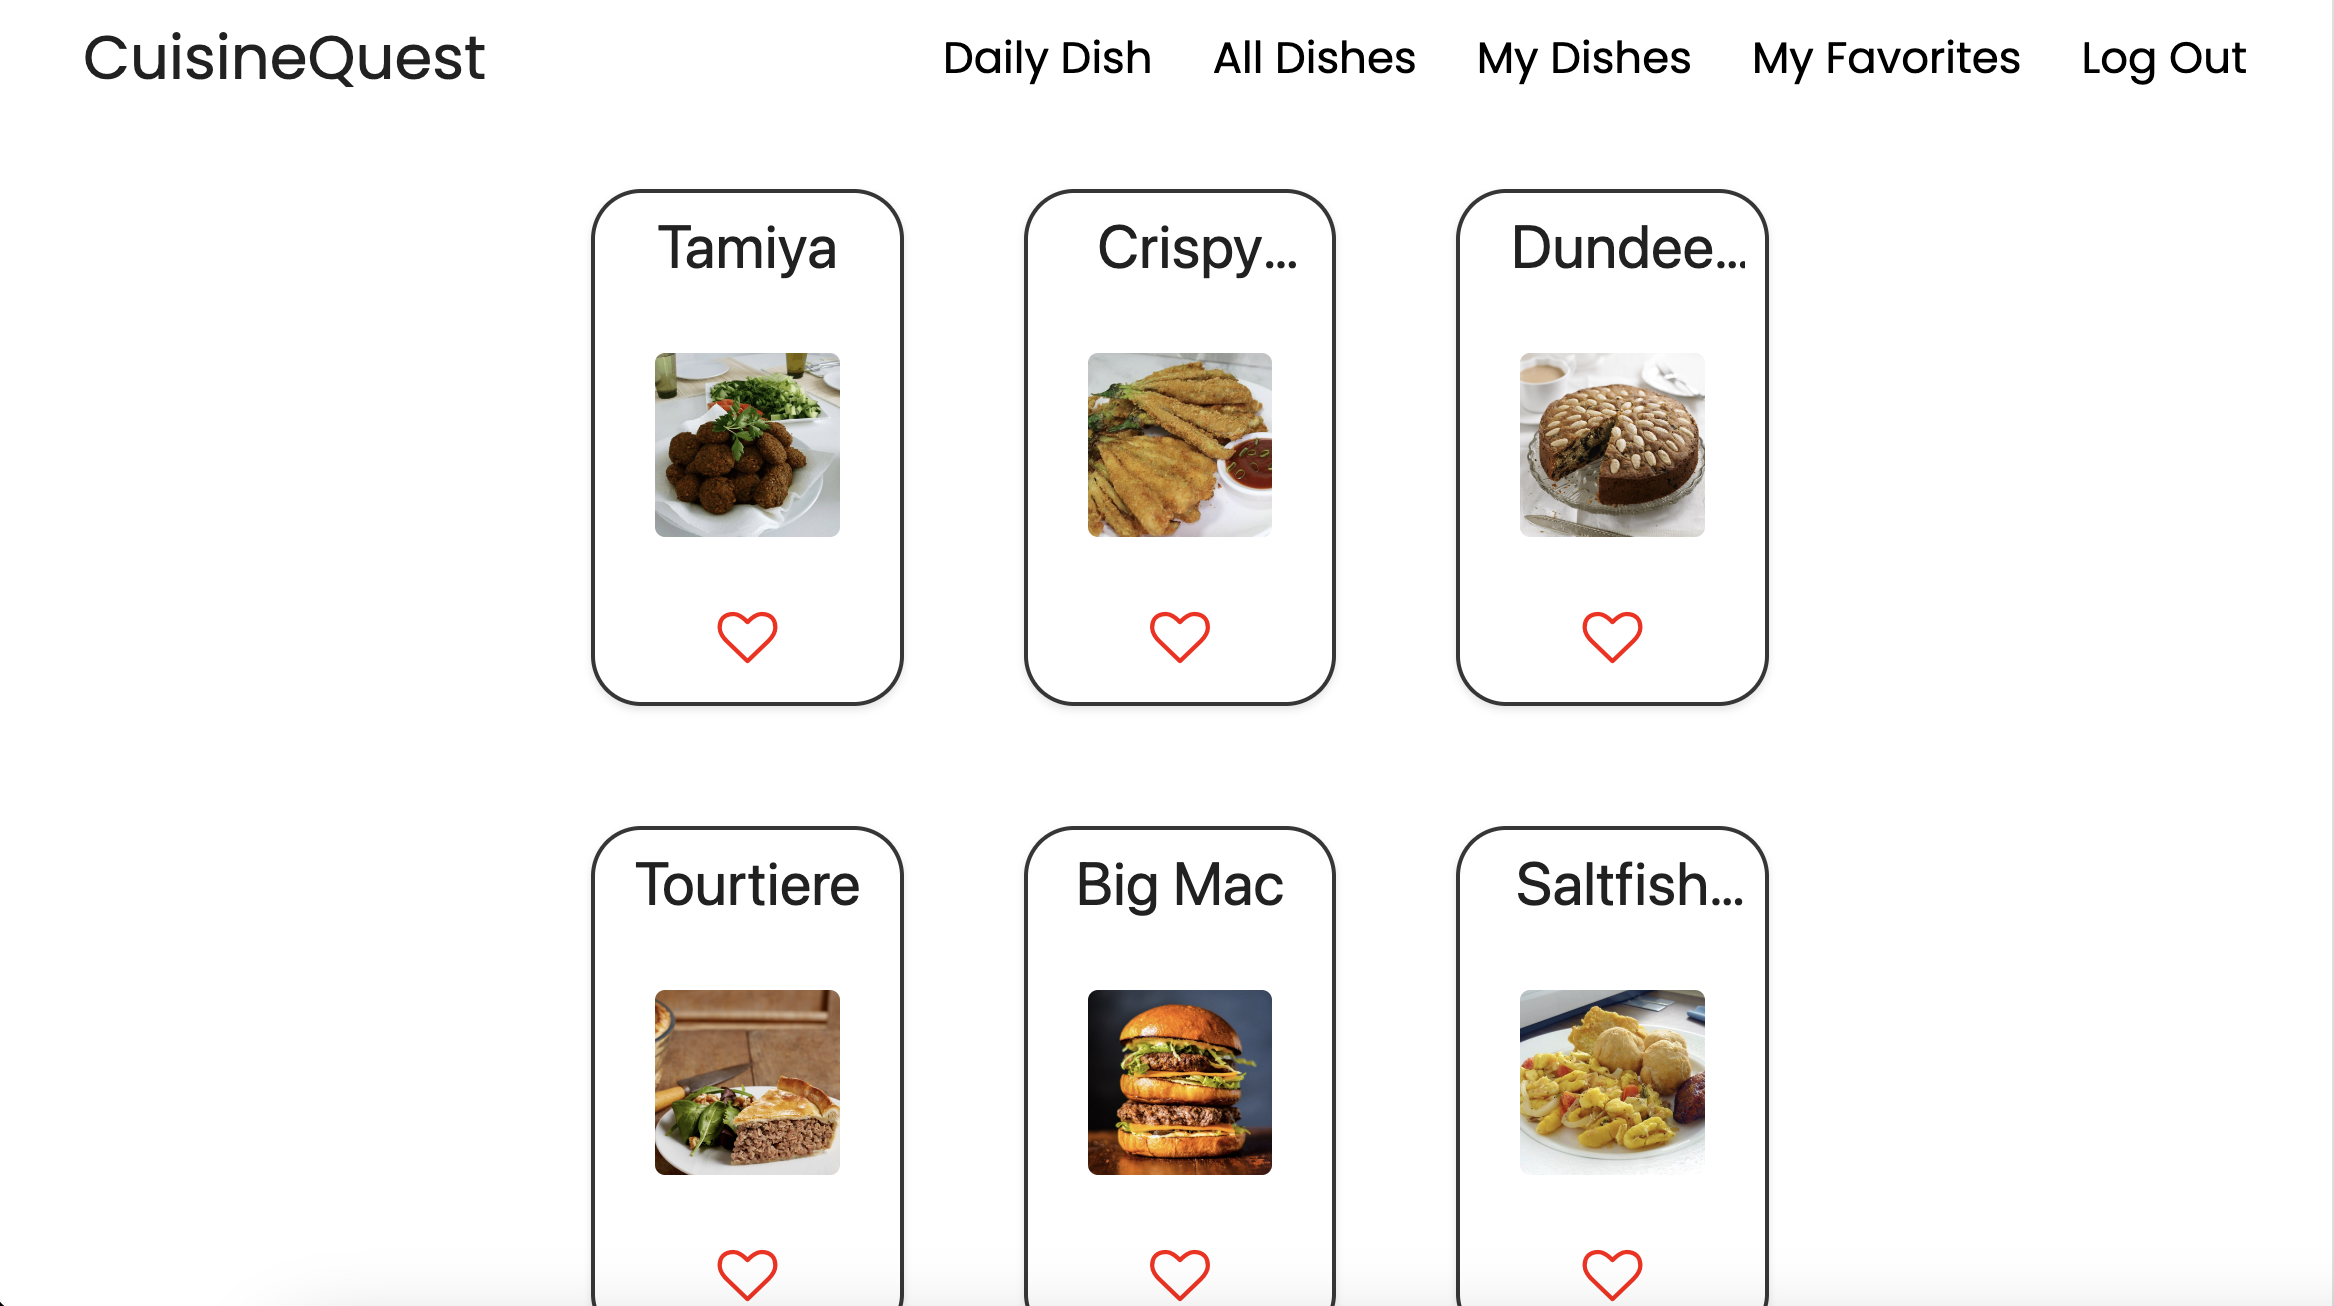 CuisineQuest
Daily Dish All Dishes My Dishes My Favorites Log Out
Tamiya
Crispy...
Dundee...
Tourtiere
Big Mac
Saltfish...